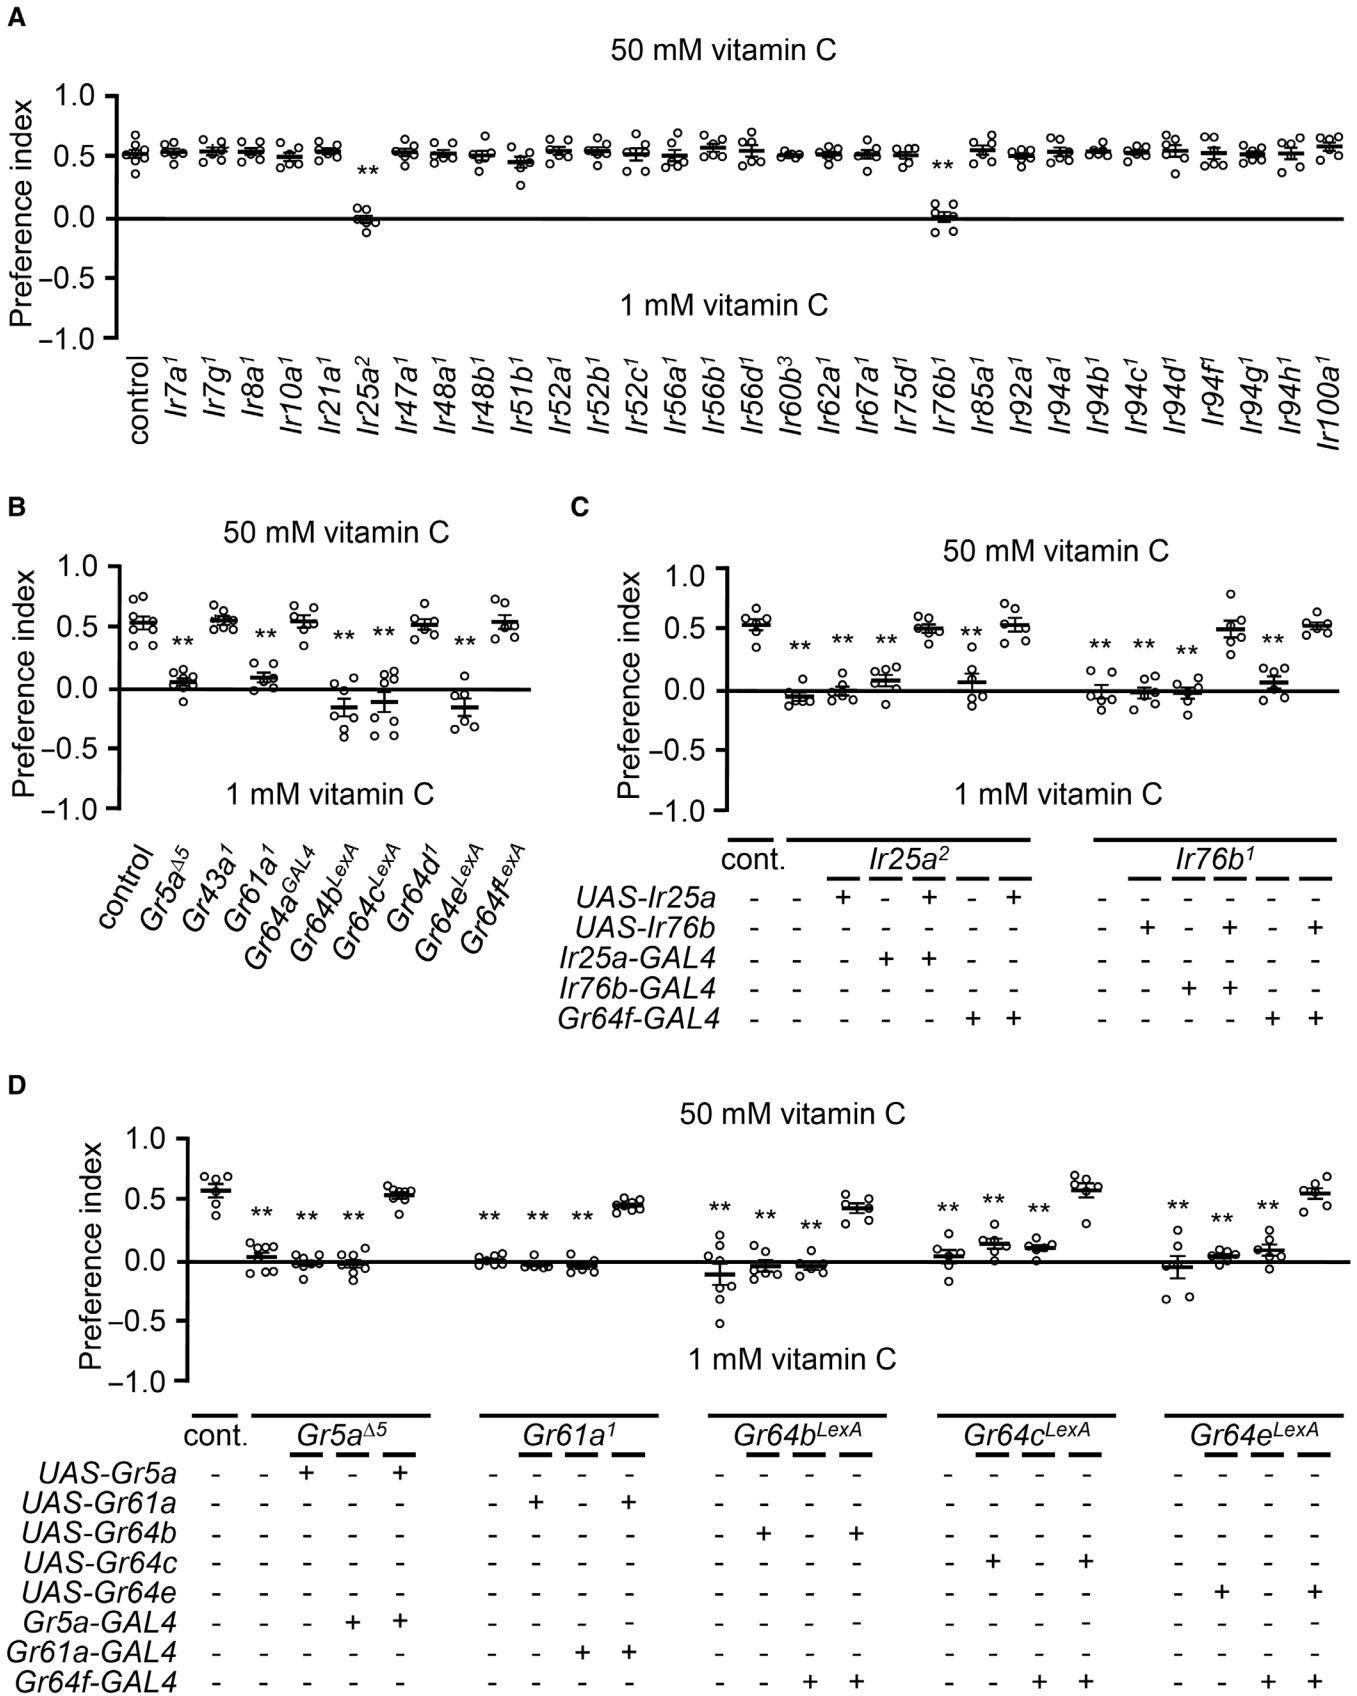 A
50 mM vitamin C
Preference index
1.0
0.5
0.0
−0.5
−1.0
** **
1 mM vitamin C
control Ir7a¹ Ir7g¹ Ir8a¹ Ir10a¹ Ir21a¹ Ir25a² Ir47a¹ Ir48a¹ Ir48b¹ Ir51b¹ Ir52a¹ Ir52b¹ Ir52c¹ Ir56a¹ Ir56b¹ Ir56d¹ Ir60b³ Ir62a¹ Ir67a¹ Ir75d¹ Ir76b¹ Ir85a¹ Ir92a¹ Ir94a¹ Ir94b¹ Ir94c¹ Ir94d¹ Ir94f¹ Ir94g¹ Ir94h¹ Ir100a¹
B
50 mM vitamin C
Preference index
1.0
0.5
0.0
−0.5
−1.0
** ** ** ** **
1 mM vitamin C
control Gr5aΔ5 Gr43a¹ Gr61a¹ Gr64aGAL4 Gr64bLexA Gr64cLexA Gr64d¹ Gr64eLexA Gr64fLexA
C
50 mM vitamin C
Preference index
1.0
0.5
0.0
−0.5
−1.0
** ** ** ** ** ** ** **
1 mM vitamin C
cont. Ir25a² Ir76b¹
UAS-Ir25a - - + - + - + - - - - - -
UAS-Ir76b - - - - - - - - + - + - +
Ir25a-GAL4 - - - + + - - - - - - - -
Ir76b-GAL4 - - - - - - - - - + + - -
Gr64f-GAL4 - - - - - + + - - - - + +
D
50 mM vitamin C
Preference index
1.0
0.5
0.0
−0.5
−1.0
** ** ** ** ** ** ** ** ** ** ** ** ** ** **
1 mM vitamin C
cont. Gr5aΔ5 Gr61a¹ Gr64bLexA Gr64cLexA Gr64eLexA
UAS-Gr5a - - + - + - - - - - - - - - - - - - - - -
UAS-Gr61a - - - - - - + - + - - - - - - - - - - - -
UAS-Gr64b - - - - - - - - - - + - + - - - - - - - -
UAS-Gr64c - - - - - - - - - - - - - - + - + - - - -
UAS-Gr64e - - - - - - - - - - - - - - - - - - + - +
Gr5a-GAL4 - - - + + - - - - - - - - - - - - - - - -
Gr61a-GAL4 - - - - - - - + + - - - - - - - - - - - -
Gr64f-GAL4 - - - - - - - - - - - + + - - + + - - + +